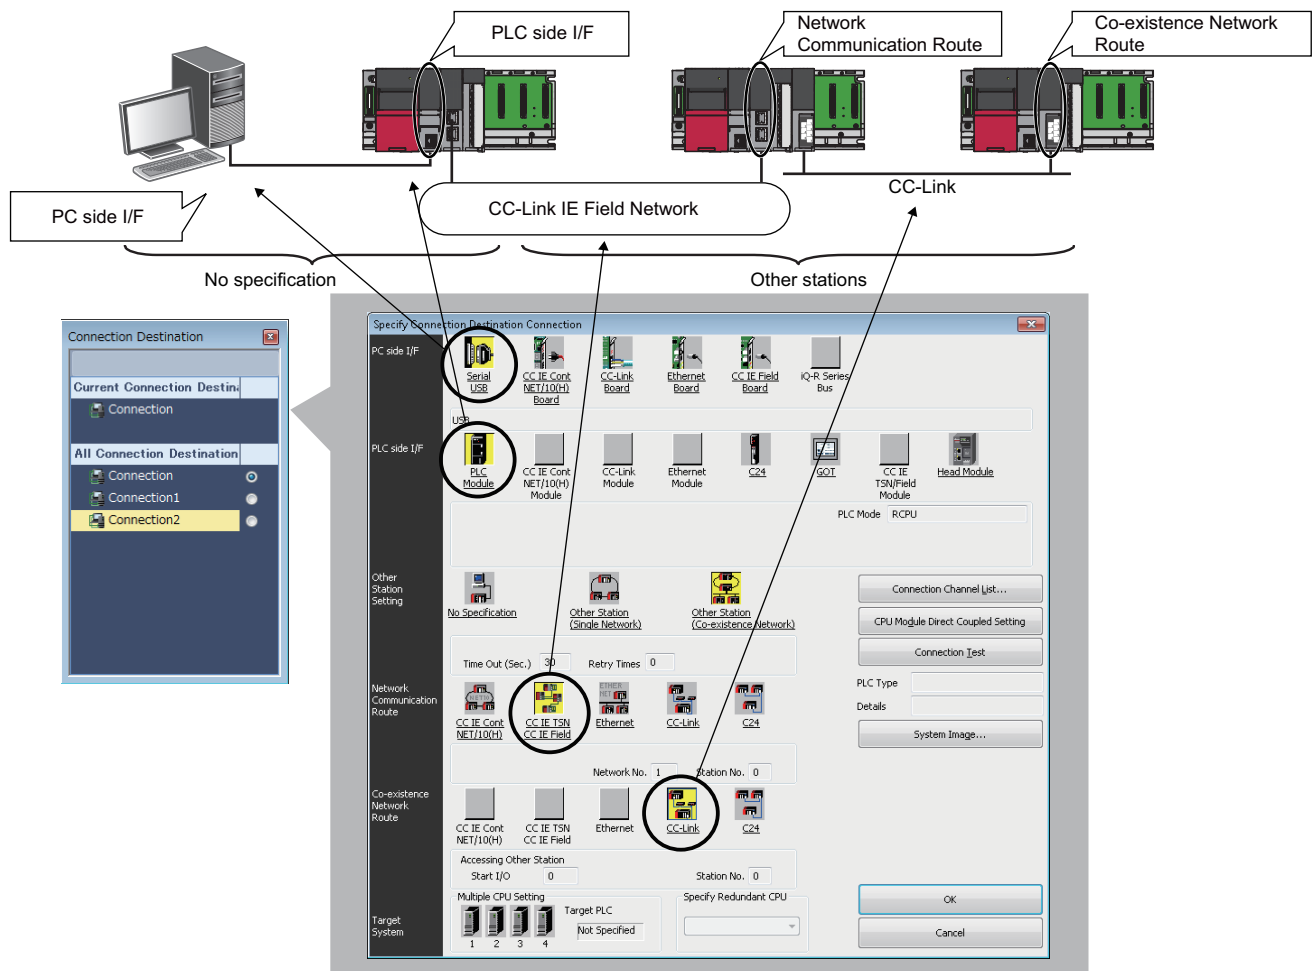 PLC side I/F
Network
Communication Route
Co-existence Network
Route
PC side I/F
CC-Link IE Field Network
CC-Link
No specification
Other stations
Connection Destination
Current Connection Destina
Connection
All Connection Destination
Connection
Connection1
Connection2
Specify Connection Destination Connection
PC side I/F
Serial
USB
CC IE Cont
NET/10(H)
Board
CC-Link
Board
Ethernet
Board
CC IE Field
Board
iQ-R Series
Bus
USB
PLC side I/F
PLC
Module
CC IE Cont
NET/10(H)
Module
CC-Link
Module
Ethernet
Module
C24
GOT
CC IE
TSN/Field
Module
Head Module
PLC Mode RCPU
Other
Station
Setting
No Specification
Other Station
(Single Network)
Other Station
(Co-existence Network)
Connection Channel List...
CPU Module Direct Coupled Setting
Connection Test
Time Out (Sec.) 30 Retry Times 0
PLC Type
Details
System Image...
Network
Communication
Route
CC IE Cont
NET/10(H)
CC IE TSN
CC IE Field
Ethernet
CC-Link
C24
Network No. 1 Station No. 0
Co-existence
Network
Route
CC IE Cont
NET/10(H)
CC IE TSN
CC IE Field
Ethernet
CC-Link
C24
Accessing Other Station
Start I/O 0 Station No. 0
Target
System
Multiple CPU Setting
1 2 3 4
Target PLC
Not Specified
Specify Redundant CPU
OK
Cancel